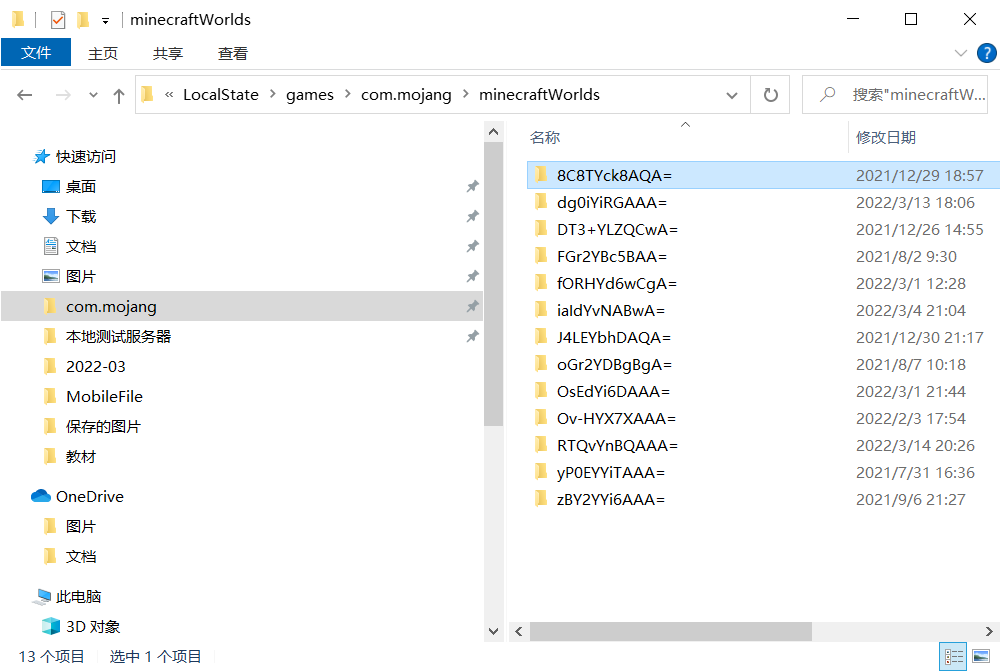 minecraftWorlds
文件 主页 共享 查看
« LocalState > games > com.mojang > minecraftWorlds 搜索"minecraftW...
快速访问
桌面
下载
文档
图片
com.mojang
本地测试服务器
2022-03
MobileFile
保存的图片
教材
OneDrive
图片
文档
此电脑
3D 对象
名称 修改日期
8C8TYck8AQA= 2021/12/29 18:57
dg0iYiRGAAA= 2022/3/13 18:06
DT3+YLZQCwA= 2021/12/26 14:55
FGr2YBc5BAA= 2021/8/2 9:30
fORHYd6wCgA= 2022/3/1 12:28
iaIdYvNABwA= 2022/3/4 21:04
J4LEYbhDAQA= 2021/12/30 21:17
oGr2YDBgBgA= 2021/8/7 10:18
OsEdYi6DAAA= 2022/3/1 21:44
Ov-HYX7XAAA= 2022/2/3 17:54
RTQvYnBQAAA= 2022/3/14 20:26
yP0EYYiTAAA= 2021/7/31 16:36
zBY2YYi6AAA= 2021/9/6 21:27
13 个项目 选中 1 个项目